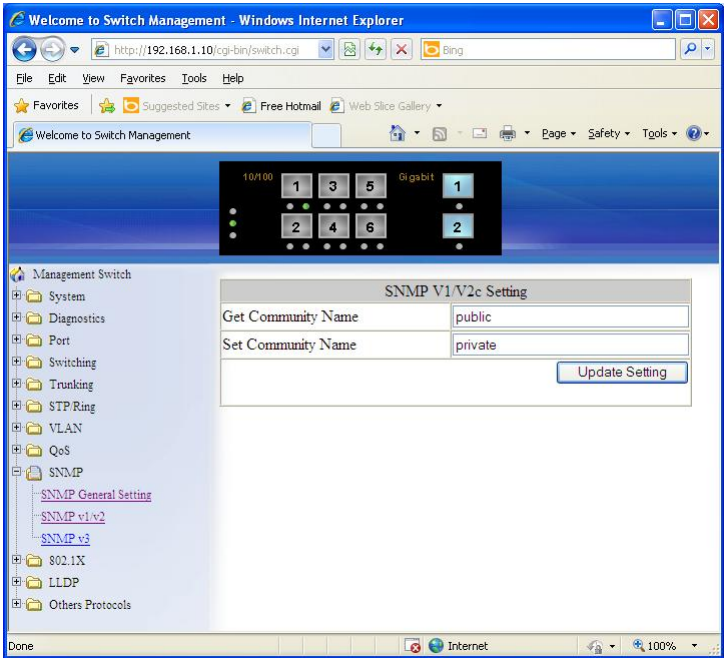 Welcome to Switch Management - Windows Internet Explorer
http://192.168.1.10/cgi-bin/switch.cgi
Bing
File Edit View Favorites Tools Help
Favorites Suggested Sites Free Hotmail Web Slice Gallery
Welcome to Switch Management
Page Safety Tools
10/100 1 3 5 Gigabit 1
2 4 6 2
Management Switch
System
Diagnostics
Port
Switching
Trunking
STP/Ring
VLAN
QoS
SNMP
SNMP General Setting
SNMP v1/v2
SNMP v3
802.1X
LLDP
Others Protocols
SNMP V1/V2c Setting
Get Community Name public
Set Community Name private
Update Setting
Done Internet 100%